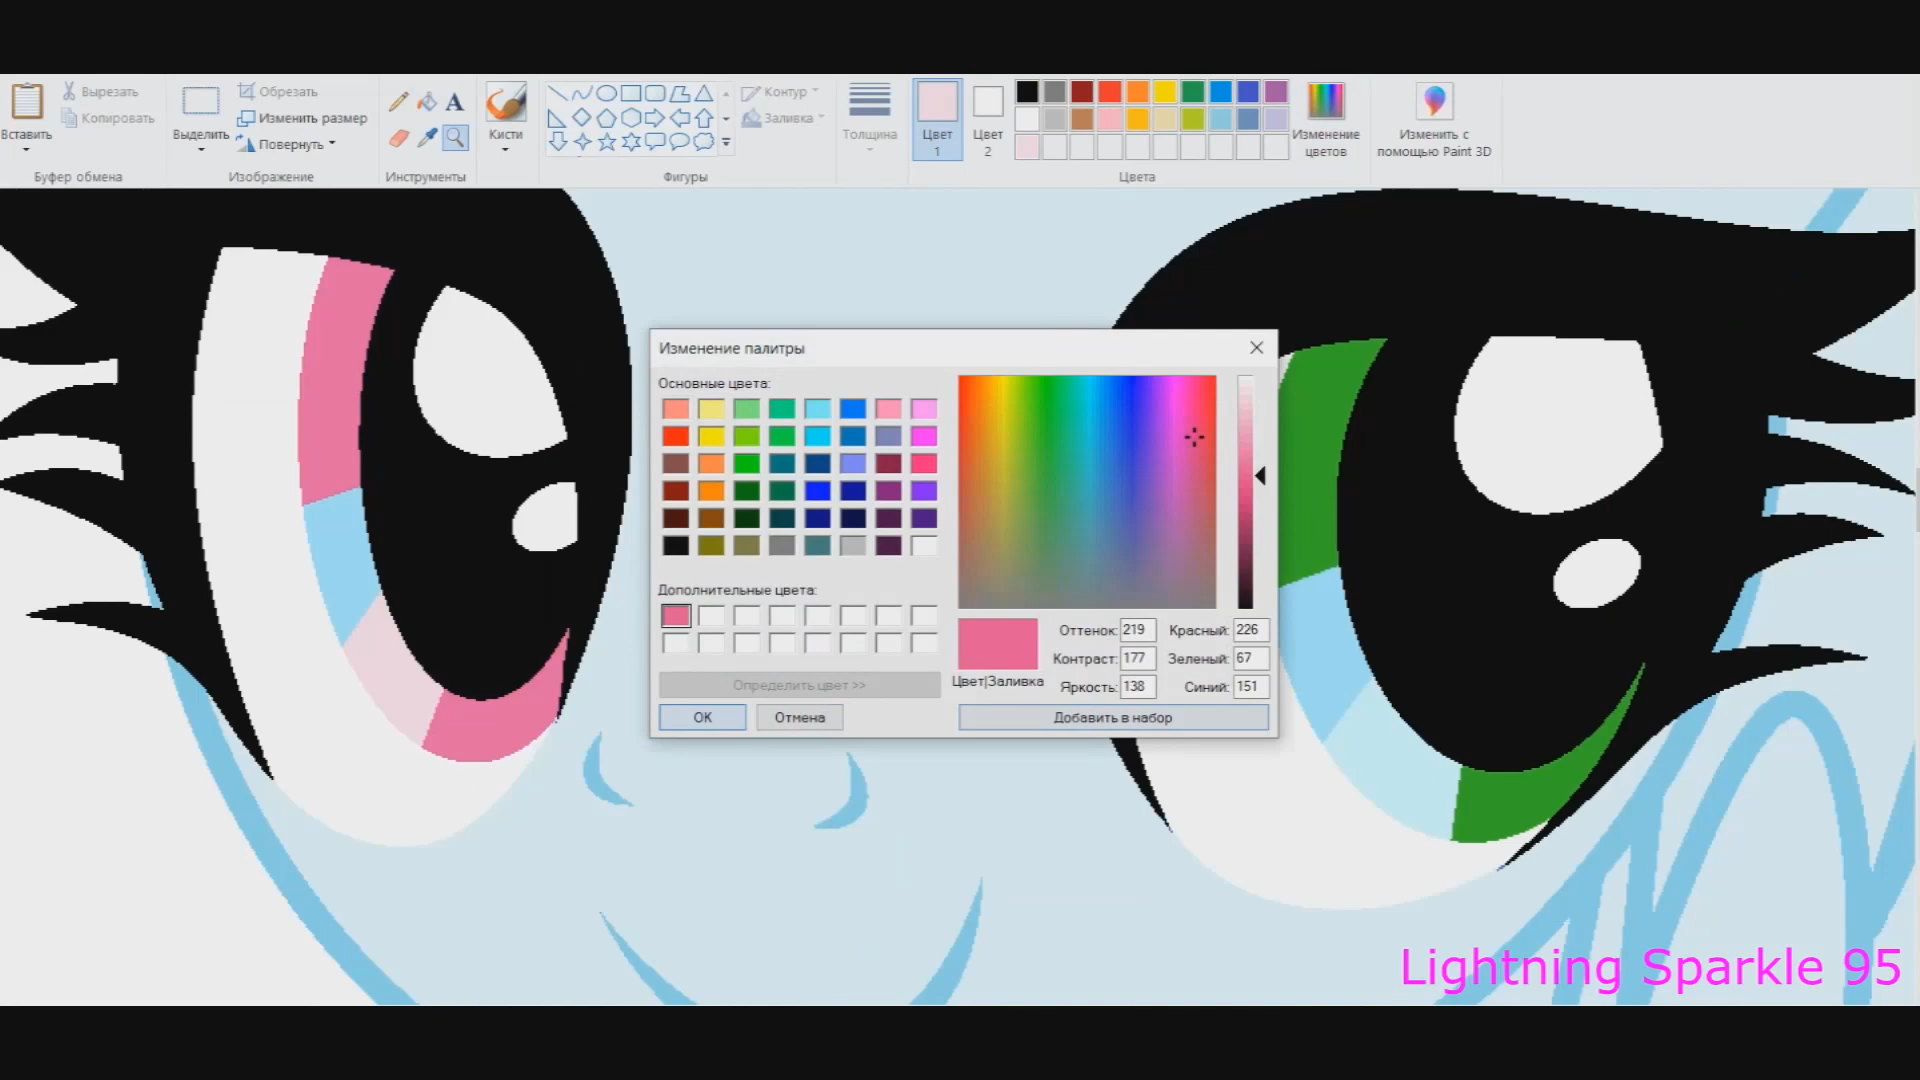 Вставить
Вырезать
Копировать
Буфер обмена
Выделить
Обрезать
Изменить размер
Повернуть
Изображение
A
Инструменты
Кисти
Контур
Заливка
Фигуры
Толщина
Цвет
1
Цвет
2
Изменение
цветов
Цвета
Изменить с
помощью Paint 3D
Изменение палитры
Основные цвета:
Дополнительные цвета:
Определить цвет >>
OK
Отмена
Цвет|Заливка
Оттенок: 219
Контраст: 177
Яркость: 138
Красный: 226
Зеленый: 67
Синий: 151
Добавить в набор
Lightning Sparkle 95